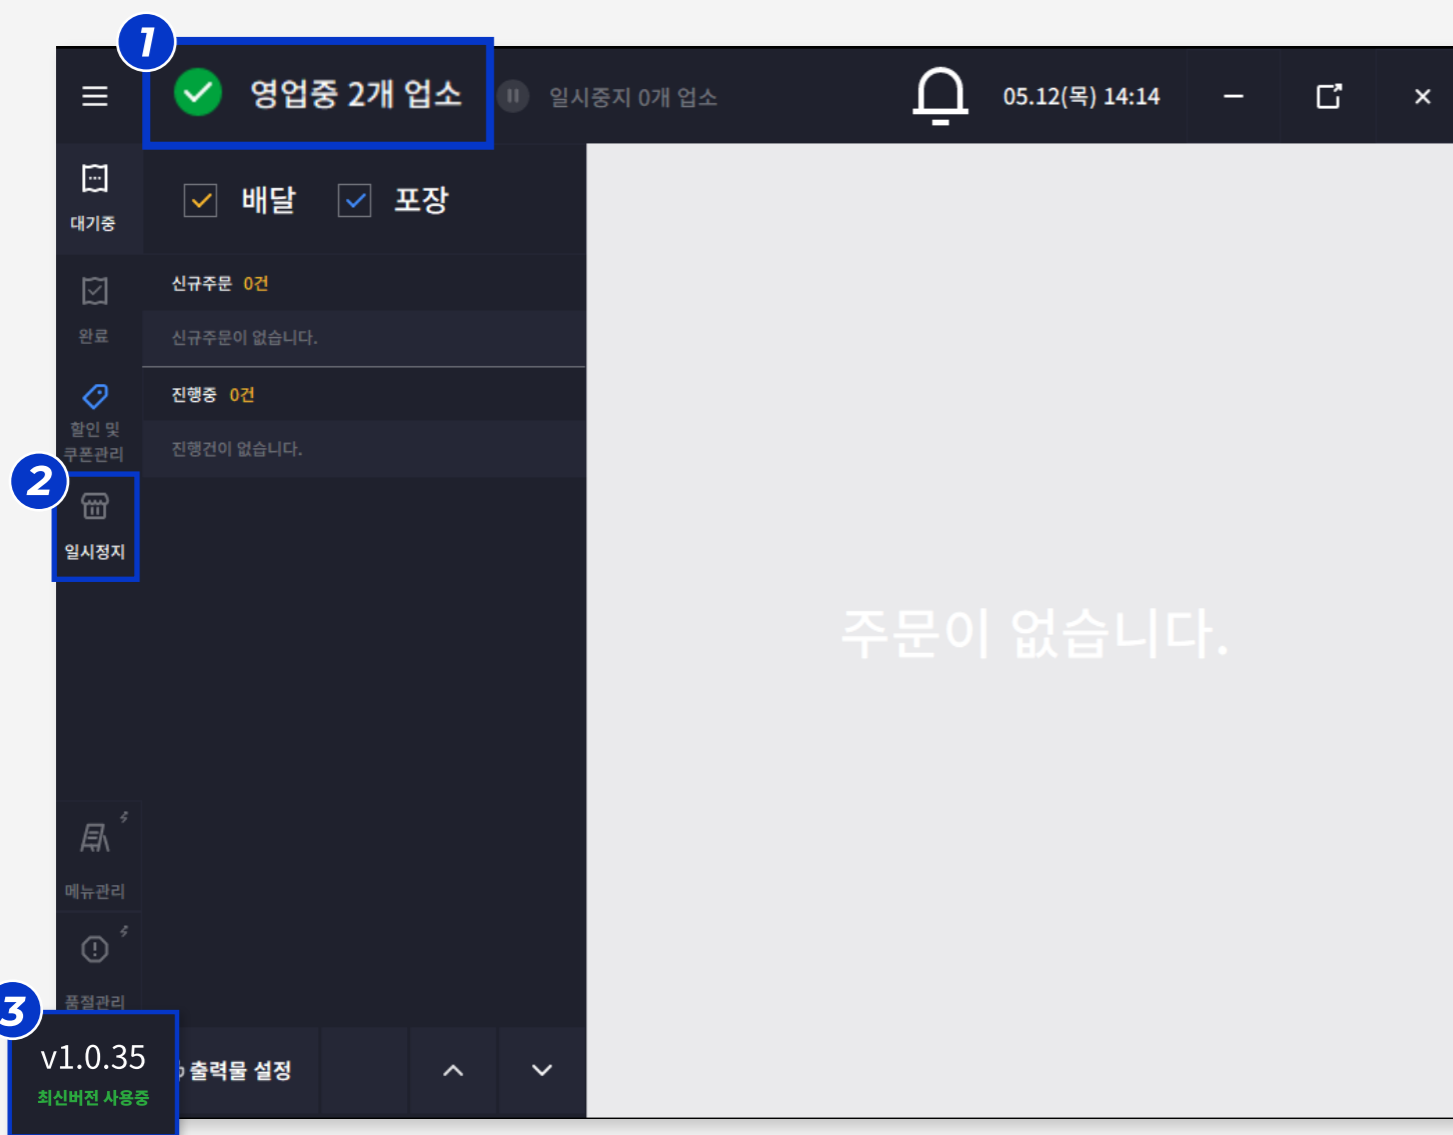 1
영업중 2개 업소
일시중지 0개 업소
05.12(목) 14:14
대기중
배달
포장
완료
신규주문 0건
신규주문이 없습니다.
진행중 0건
할인 및
쿠폰관리
진행건이 없습니다.
2
일시정지
주문이 없습니다.
메뉴관리
품절관리
3
v1.0.35
최신버전 사용중
출력물 설정